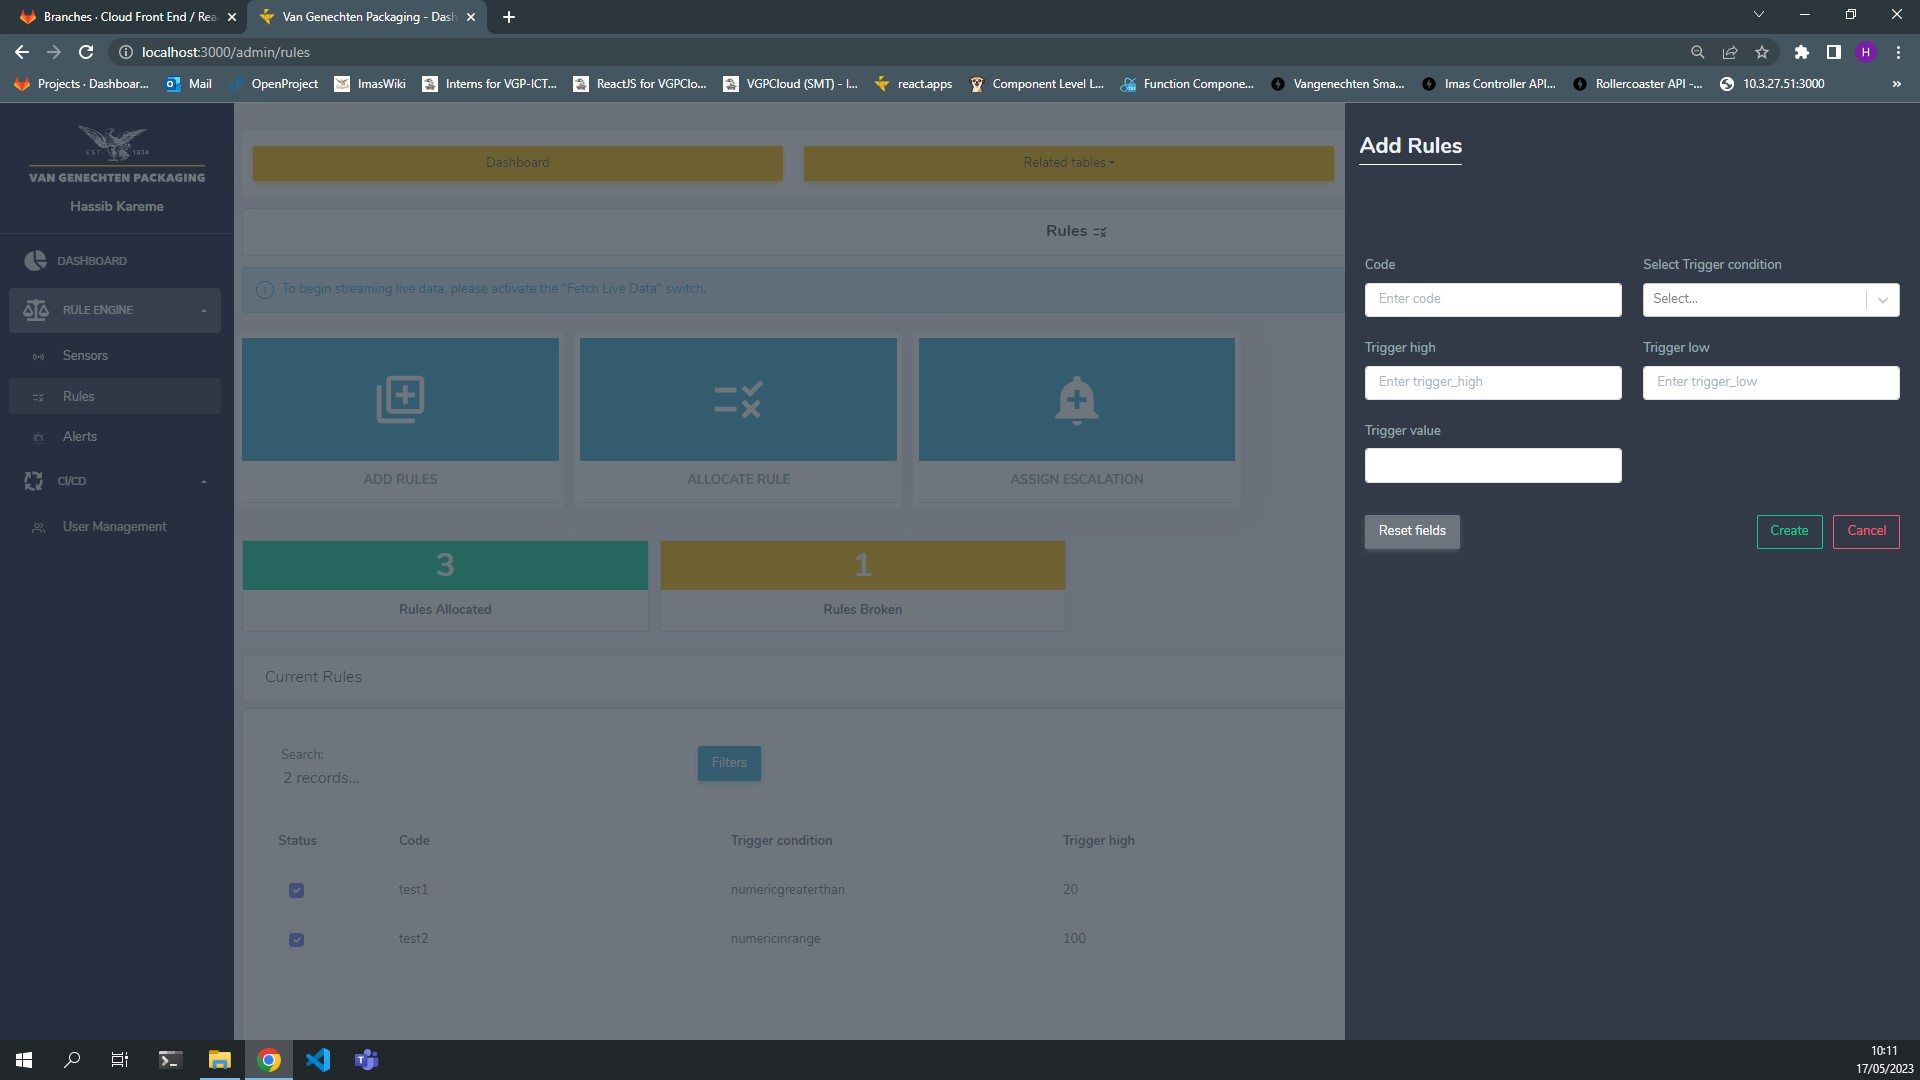 Branches · Cloud Front End / Rea
Van Genechten Packaging - Dash
localhost:3000/admin/rules
H
Projects · Dashboar...
Mail
OpenProject
ImasWiki
Interns for VGP-ICT...
ReactJS for VGPClo...
VGPCloud (SMT) - I...
react.apps
Component Level L...
Function Compone...
Vangenechten Sma...
Imas Controller API...
Rollercoaster API -...
10.3.27.51:3000
»
EST. 1834
VAN GENECHTEN PACKAGING
Hassib Kareme
DASHBOARD
RULE ENGINE
Sensors
Rules
Alerts
CI/CD
User Management
Dashboard
Related tables
Rules
To begin streaming live data, please activate the "Fetch Live Data" switch.
ADD RULES
ALLOCATE RULE
ASSIGN ESCALATION
3
Rules Allocated
1
Rules Broken
Current Rules
Search:
2 records...
Filters
Status
Code
Trigger condition
Trigger high
test1
numericgreaterthan
20
test2
numericinrange
100
Add Rules
Code
Select Trigger condition
Enter code
Select...
Trigger high
Trigger low
Enter trigger_high
Enter trigger_low
Trigger value
Reset fields
Create
Cancel
10:11
17/05/2023